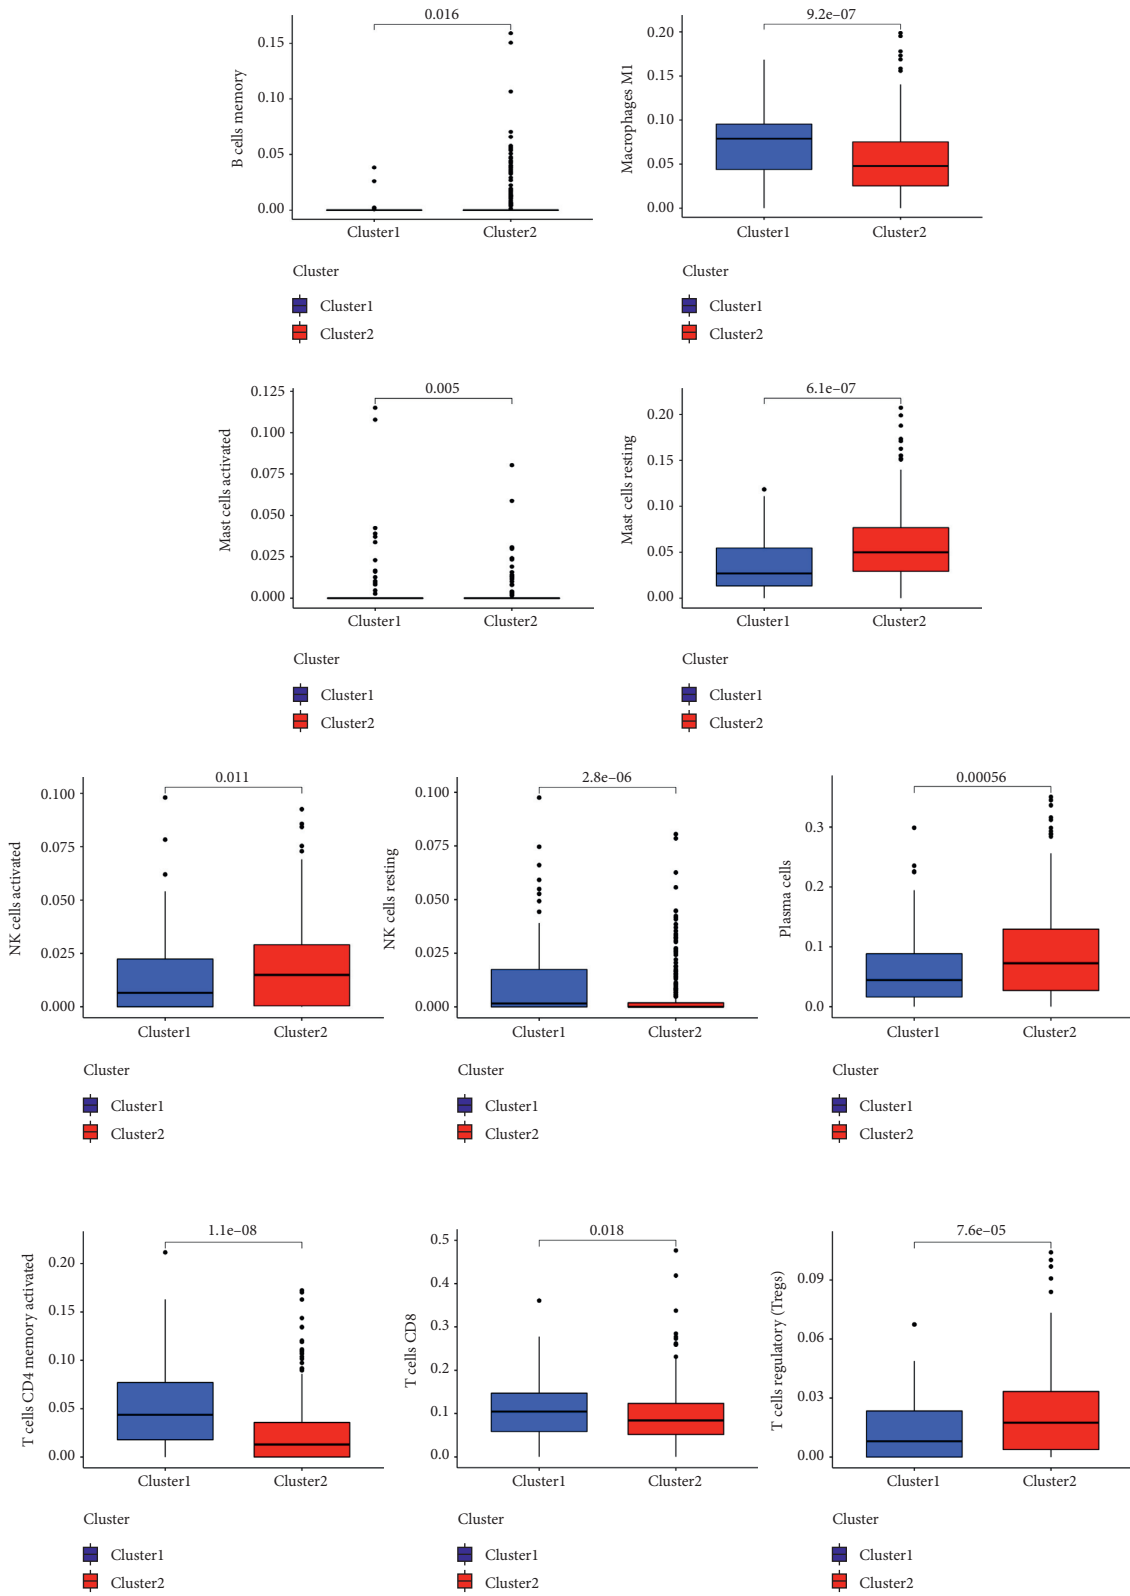 0.016
B cells memory
0.15
0.10
0.05
0.00
Cluster1 Cluster2
Cluster
Cluster1
Cluster2
9.2e–07
Macrophages M1
0.20
0.15
0.10
0.05
0.00
Cluster1 Cluster2
Cluster
Cluster1
Cluster2
0.005
Mast cells activated
0.125
0.100
0.075
0.050
0.025
0.000
Cluster1 Cluster2
Cluster
Cluster1
Cluster2
6.1e–07
Mast cells resting
0.20
0.15
0.10
0.05
0.00
Cluster1 Cluster2
Cluster
Cluster1
Cluster2
0.011
NK cells activated
0.100
0.075
0.050
0.025
0.000
Cluster1 Cluster2
Cluster
Cluster1
Cluster2
2.8e–06
NK cells resting
0.100
0.075
0.050
0.025
0.000
Cluster1 Cluster2
Cluster
Cluster1
Cluster2
0.00056
Plasma cells
0.3
0.2
0.1
0.0
Cluster1 Cluster2
Cluster
Cluster1
Cluster2
1.1e–08
T cells CD4 memory activated
0.20
0.15
0.10
0.05
0.00
Cluster1 Cluster2
Cluster
Cluster1
Cluster2
0.018
T cells CD8
0.5
0.4
0.3
0.2
0.1
0.0
Cluster1 Cluster2
Cluster
Cluster1
Cluster2
7.6e–05
T cells regulatory (Tregs)
0.09
0.06
0.03
0.00
Cluster1 Cluster2
Cluster
Cluster1
Cluster2